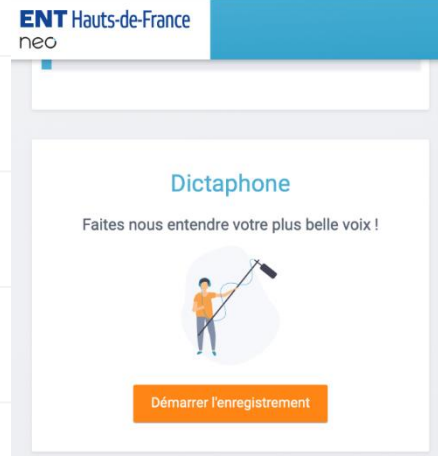 ENT Hauts-de-France
neo
Dictaphone
Faites nous entendre votre plus belle voix !
Démarrer l'enregistrement